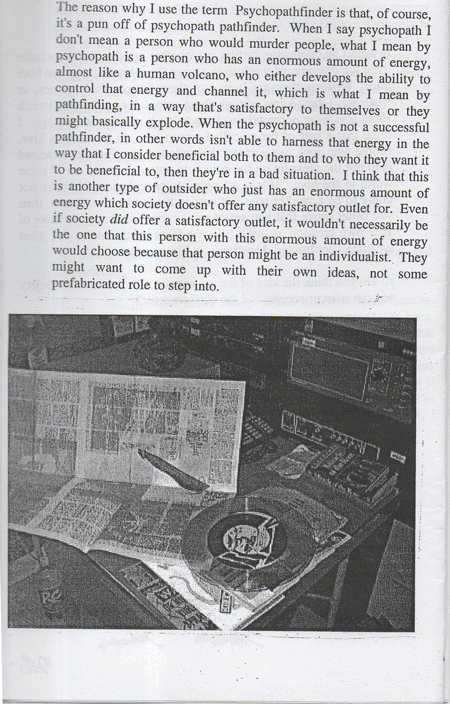 The reason why I use the term Psychopathfinder is that, of course,
it's a pun off of psychopath pathfinder. When I say psychopath I
don't mean a person who would murder people, what I mean by
psychopath is a person who has an enormous amount of energy,
almost like a human volcano, who either develops the ability to
control that energy and channel it, which is what I mean by
pathfinding, in a way that's satisfactory to themselves or they
might basically explode. When the psychopath is not a successful
pathfinder, in other words isn't able to harness that energy in the
way that I consider beneficial both to them and to who they want it
to be beneficial to, then they're in a bad situation. I think that this
is another type of outsider who just has an enormous amount of
energy which society doesn't offer any satisfactory outlet for. Even
if society did offer a satisfactory outlet, it wouldn't necessarily be
the one that this person with this enormous amount of energy
would choose because that person might be an individualist. They
might want to come up with their own ideas, not some
prefabricated role to step into.